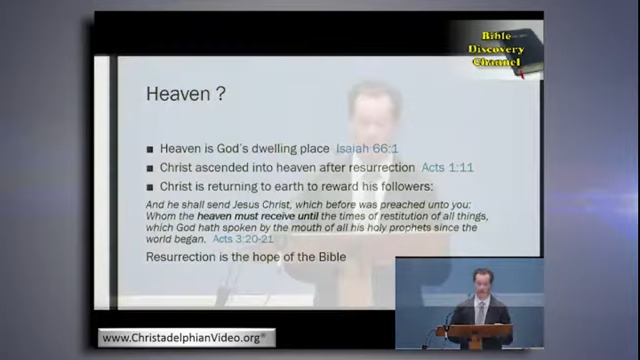 Bible
Discovery
Channel
Heaven ?
Heaven is God's dwelling place Isaiah 66:1
Christ ascended into heaven after resurrection Acts 1:11
Christ is returning to earth to reward his followers:
And he shall send Jesus Christ, which before was preached unto you:
Whom the heaven must receive until the times of restitution of all things,
which God hath spoken by the mouth of all his holy prophets since the
world began. Acts 3:20-21
Resurrection is the hope of the Bible
www.ChristadelphianVideo.org®